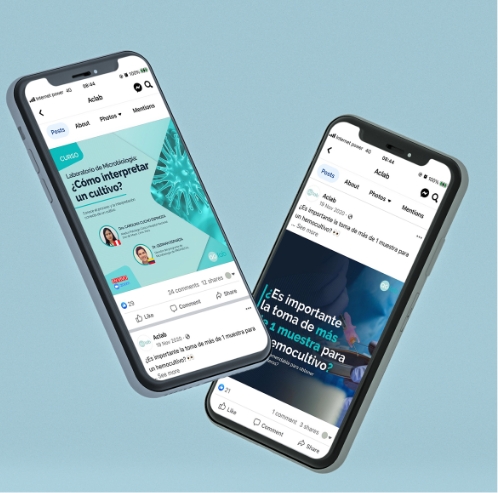 Internet power 4G 08:44 100%
Aclab
Posts About Photos Mentions
CURSO
Laboratorio de Microbiología:
¿Cómo interpretar
un cultivo?
29
26 comments 12 shares
Like Comment Share
Aclab
19 Nov 2020
¿Es importante la toma de más de 1 muestra para
un hemocultivo?
... See more
Internet power 4G 08:44 100%
Aclab
Posts About Photos Mentions
Aclab
19 Nov 2020
¿Es importante la toma de más de 1 muestra para
un hemocultivo?
... See more
¿Es importante
la toma de más
de 1 muestra para
hemocultivo?
21
1 comment 3 shares
Like Comment Share